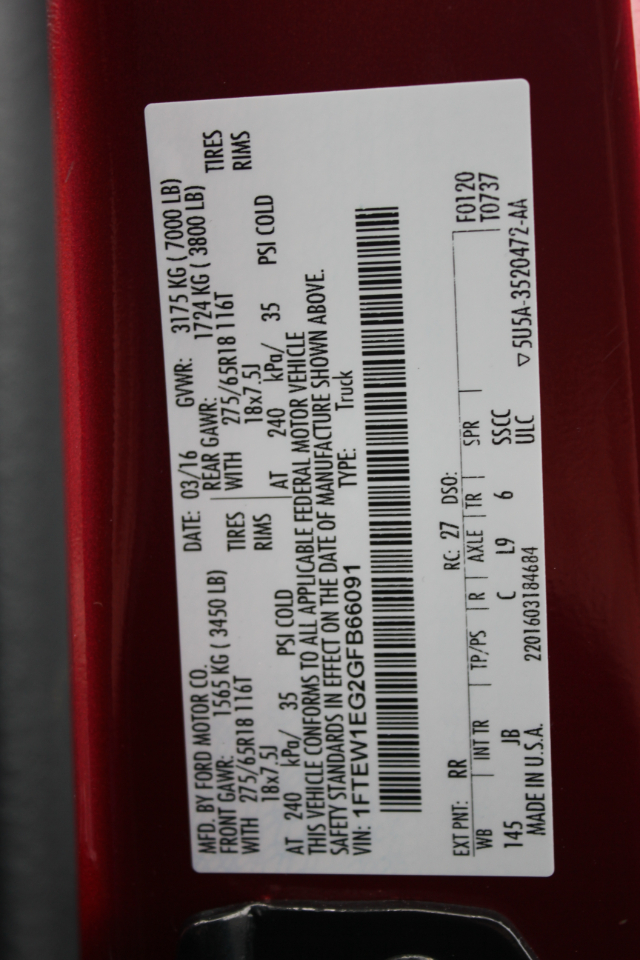 MFD. BY FORD MOTOR CO. DATE: 03/16 GVWR: 3175 KG ( 7000 LB)
FRONT GAWR: 1565 KG ( 3450 LB) REAR GAWR: 1724 KG ( 3800 LB)
WITH 275/65R18 116T TIRES WITH 275/65R18 116T TIRES
18x7.5J RIMS 18x7.5J RIMS
AT 240 kPa/ 35 PSI COLD AT 240 kPa/ 35 PSI COLD
THIS VEHICLE CONFORMS TO ALL APPLICABLE FEDERAL MOTOR VEHICLE
SAFETY STANDARDS IN EFFECT ON THE DATE OF MANUFACTURE SHOWN ABOVE.
VIN: 1FTEW1EG2GFB66091 TYPE: Truck
EXT PNT: RR RC: 27 DSO: F0120
WB INT TR TP/PS R AXLE TR SPR T0737
145 JB C L9 6 SSCC
MADE IN U.S.A. 2201603184684 ULC ▽5U5A-3520472-AA